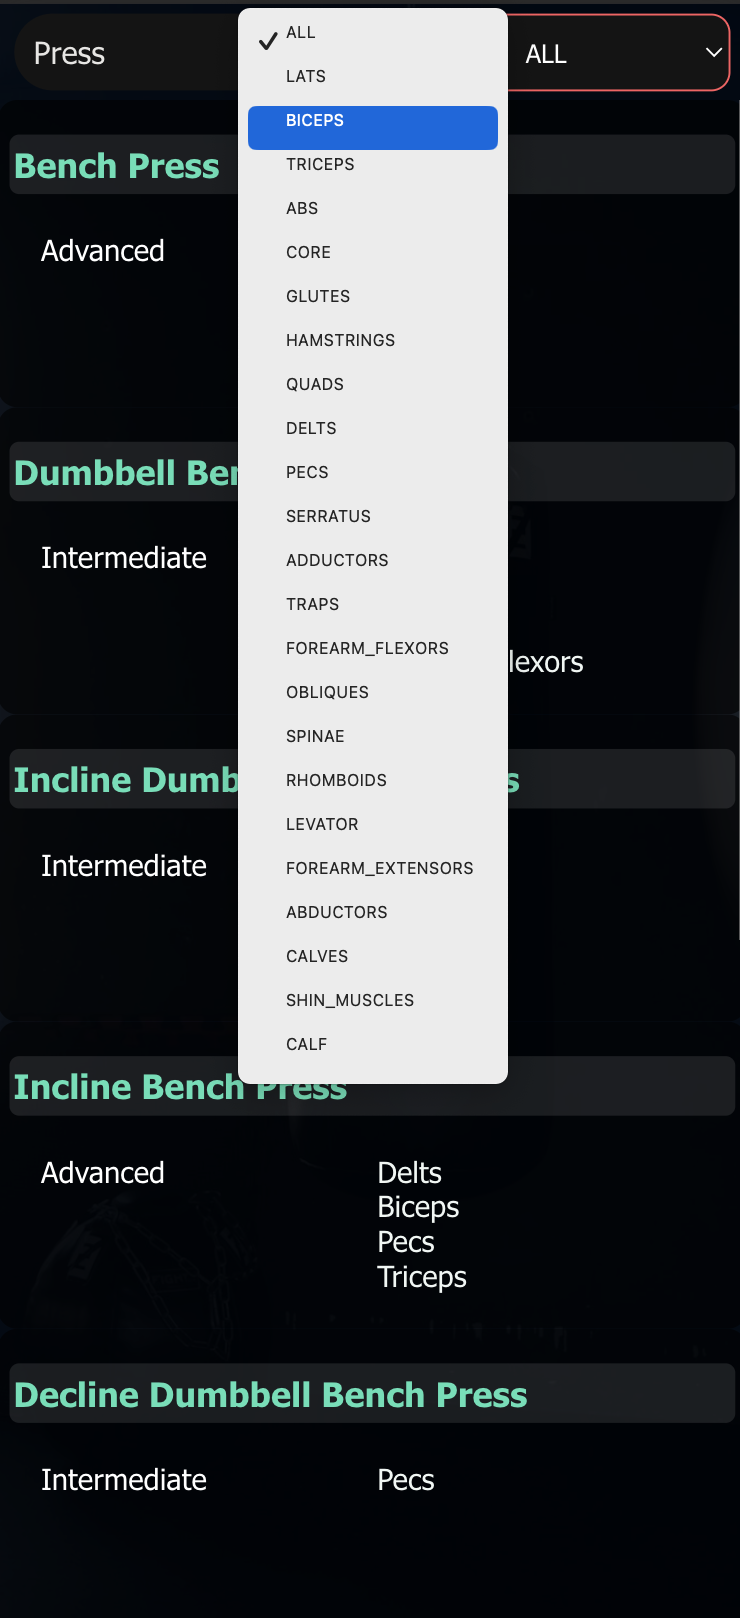 Press
ALL
LATS
BICEPS
TRICEPS
ABS
CORE
GLUTES
HAMSTRINGS
QUADS
DELTS
PECS
SERRATUS
ADDUCTORS
TRAPS
FOREARM_FLEXORS
OBLIQUES
SPINAE
RHOMBOIDS
LEVATOR
FOREARM_EXTENSORS
ABDUCTORS
CALVES
SHIN_MUSCLES
CALF
ALL
Bench Press
Advanced
Dumbbell Ben
Intermediate
lexors
Incline Dumb s
Intermediate
Incline Bench Press
Advanced
Delts
Biceps
Pecs
Triceps
Decline Dumbbell Bench Press
Intermediate
Pecs